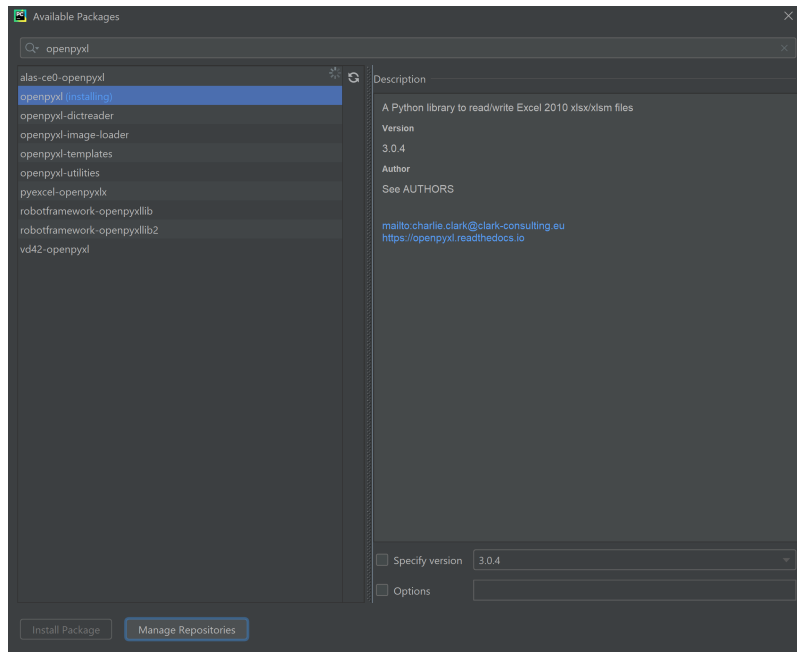 PC Available Packages
openpyxl
alas-ce0-openpyxl
openpyxl (installing)
openpyxl-dictreader
openpyxl-image-loader
openpyxl-templates
openpyxl-utilities
pyexcel-openpyxlx
robotframework-openpyxllib
robotframework-openpyxllib2
vd42-openpyxl
Description
A Python library to read/write Excel 2010 xlsx/xlsm files
Version
3.0.4
Author
See AUTHORS
mailto:charlie.clark@clark-consulting.eu
https://openpyxl.readthedocs.io
Specify version 3.0.4
Options
Install Package Manage Repositories